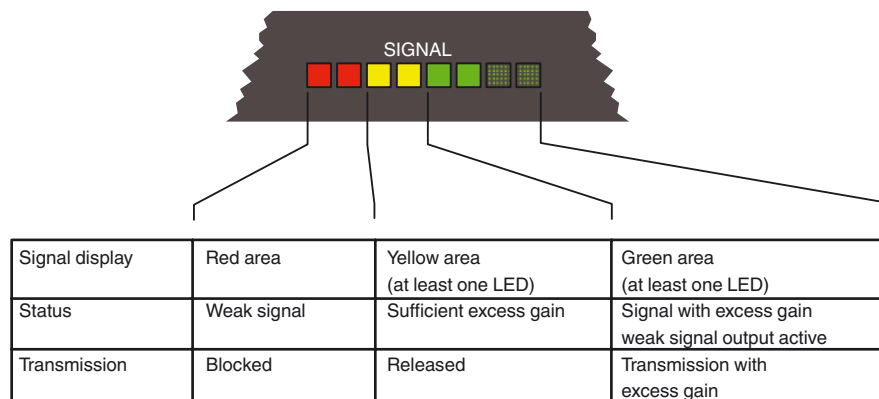 SIGNAL
Signal display
Red area
Yellow area
(at least one LED)
Green area
(at least one LED)
Status
Weak signal
Sufficient excess gain
Signal with excess gain
weak signal output active
Transmission
Blocked
Released
Transmission with
excess gain